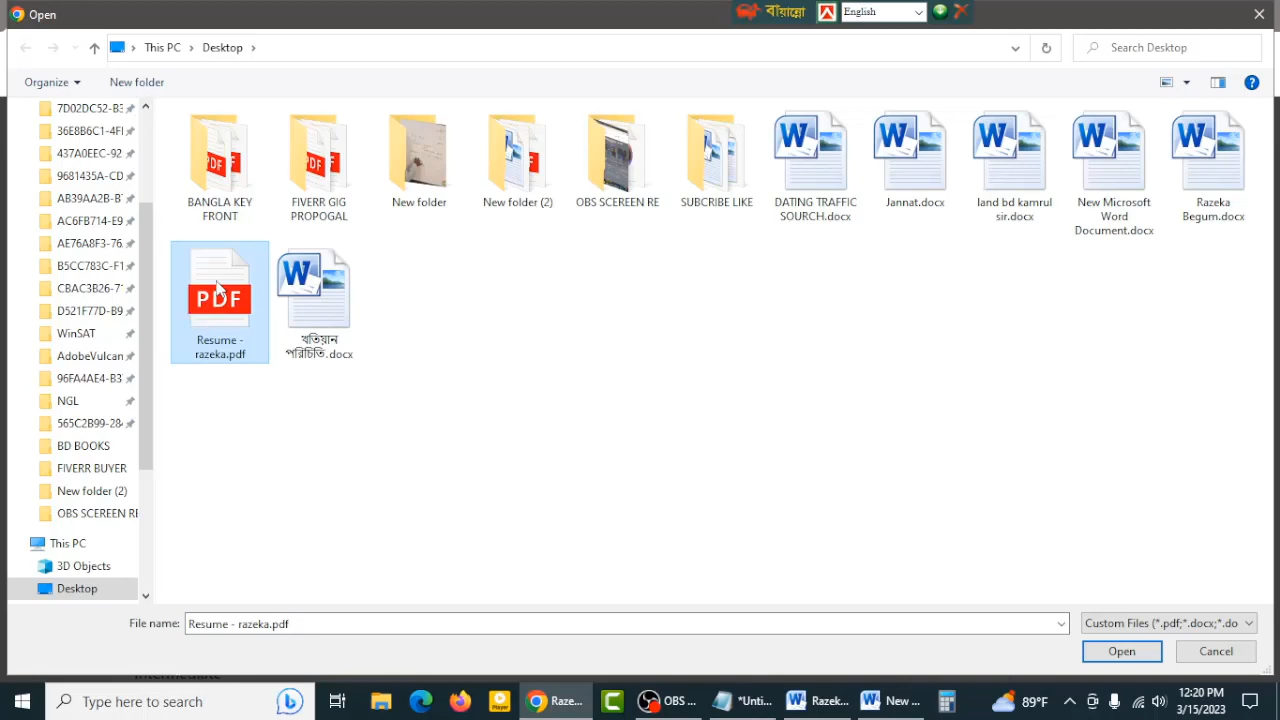 Open
বায়ান্নো
English
This PC
Desktop
Search Desktop
Organize
New folder
7D02DC52-B3
36E8B6C1-4FI
437A0EEC-92
9681435A-CD
AB39AA2B-B
AC6FB714-E9
AE76A8F3-76
B5CC783C-F1
CBAC3B26-7
D521F77D-B9
WinSAT
AdobeVulcan
96FA4AE4-B3
NGL
565C2B99-28
BD BOOKS
FIVERR BUYER
New folder (2)
OBS SCEREEN RE
This PC
3D Objects
Desktop
BANGLA KEY
FRONT
FIVERR GIG
PROPOGAL
New folder
New folder (2)
OBS SCEREEN RE
SUBCRIBE LIKE
DATING TRAFFIC
SOURCH.docx
Jannat.docx
land bd kamrul
sir.docx
New Microsoft
Word
Document.docx
Razeka
Begum.docx
PDF
Resume -
razeka.pdf
খতিয়ান
পরিচিতি.docx
File name:
Resume - razeka.pdf
Custom Files (*.pdf;*.docx;*.do
Open
Cancel
Type here to search
Player
Raze...
OBS ...
*Unti...
Razek...
New ...
89°F
12:20 PM
3/15/2023